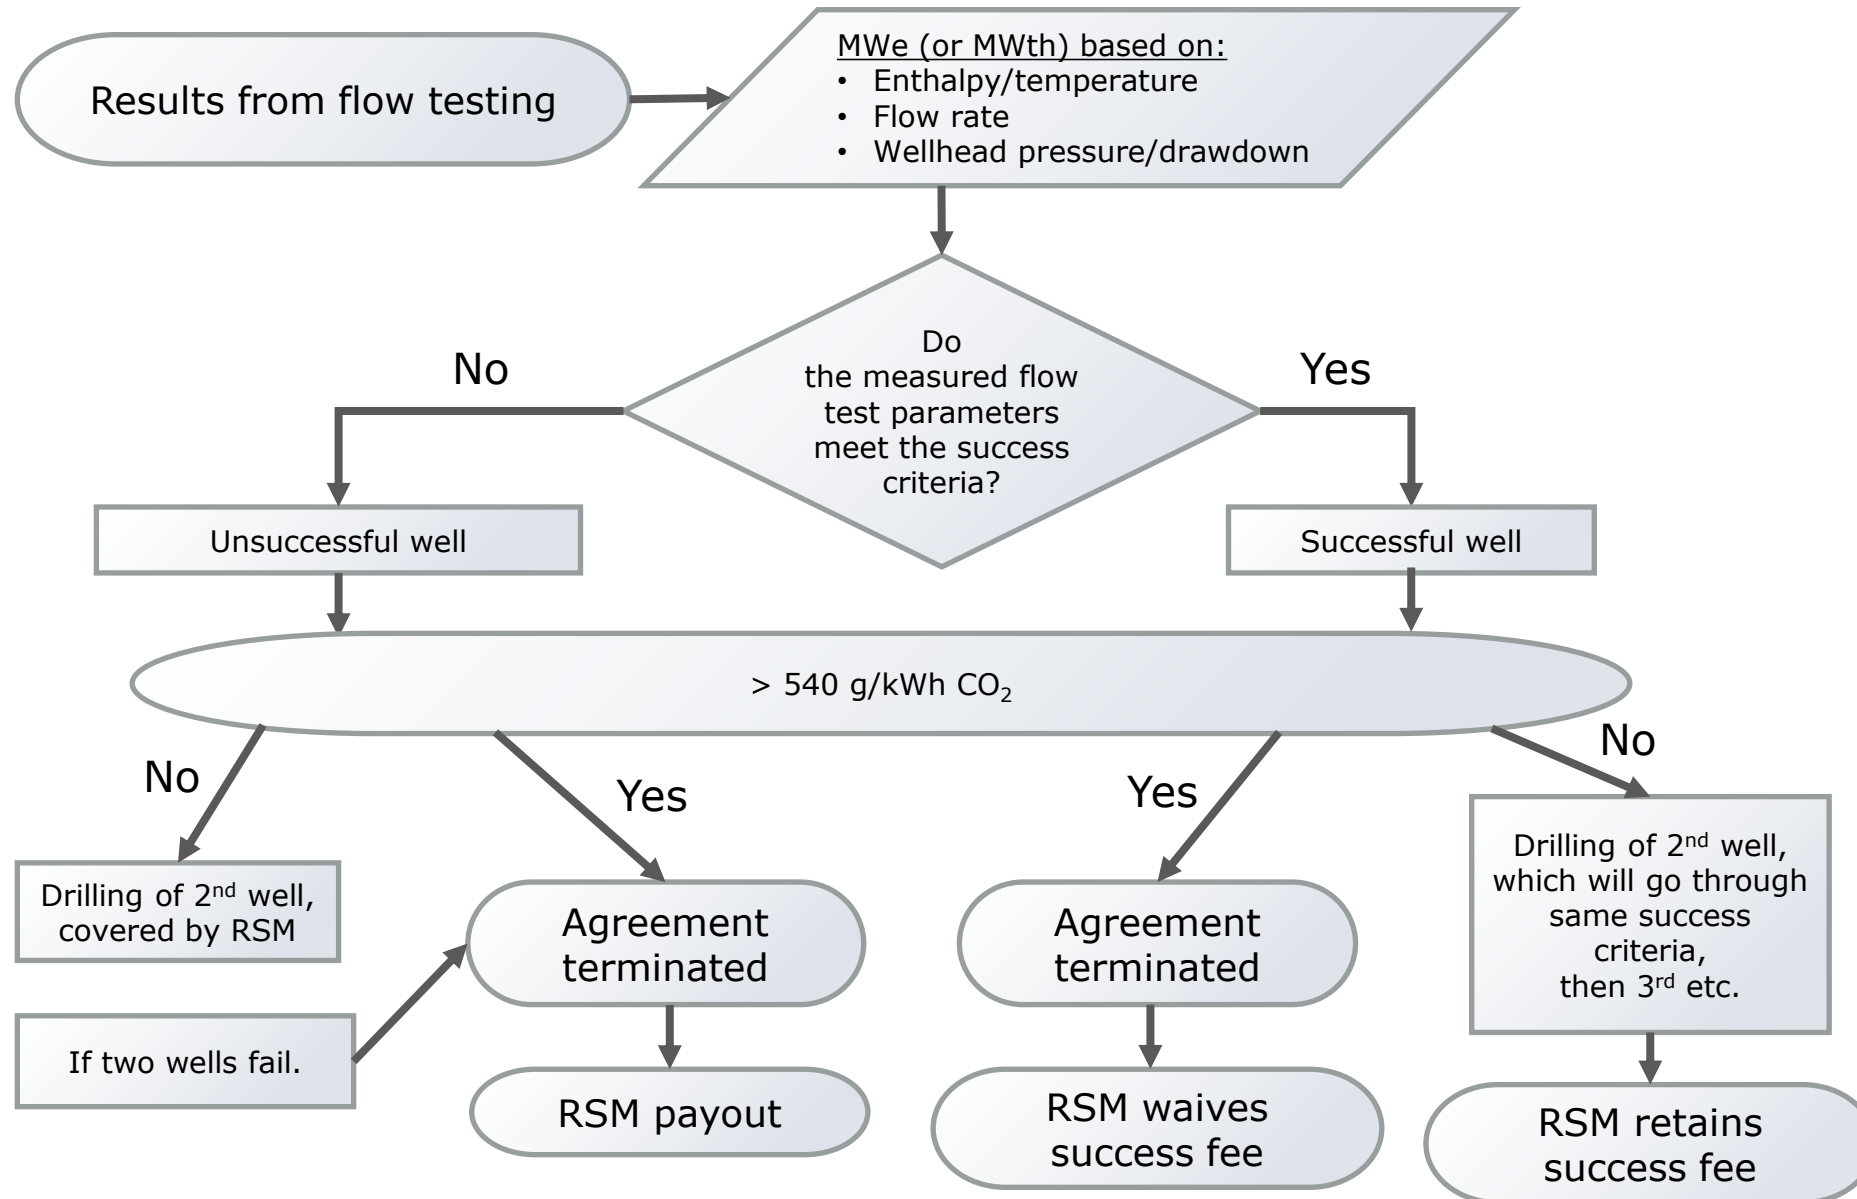 Results from flow testing
MWe (or MWth) based on:
• Enthalpy/temperature
• Flow rate
• Wellhead pressure/drawdown
Do
the measured flow
test parameters
meet the success
criteria?
No
Yes
Unsuccessful well
Successful well
> 540 g/kWh CO₂
No
Yes
Yes
No
Drilling of 2nd well,
covered by RSM
Agreement
terminated
Agreement
terminated
Drilling of 2nd well,
which will go through
same success
criteria,
then 3rd etc.
If two wells fail.
RSM payout
RSM waives
success fee
RSM retains
success fee